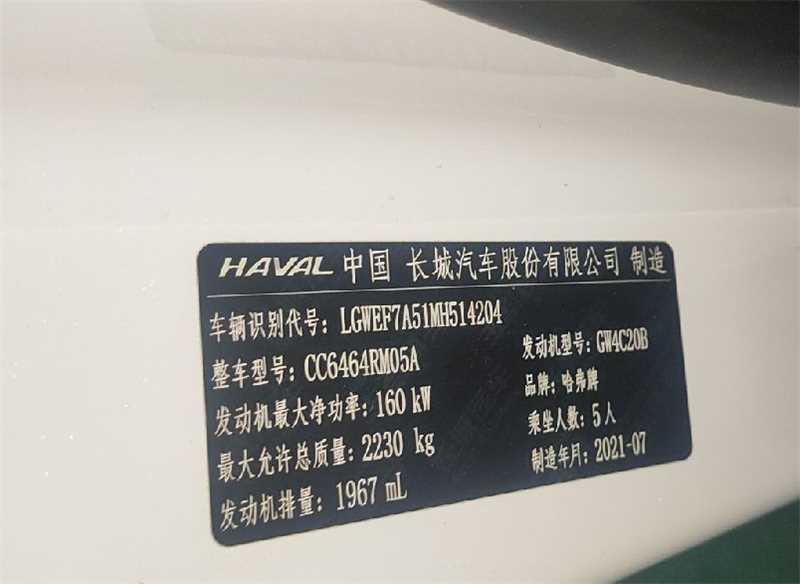 HAVAL 中国 长城汽车股份有限公司 制造
车辆识别代号: LGWEF7A51MH514204
整车型号: CC6464RM05A
发动机型号: GW4C20B
发动机最大净功率: 160 kW
品牌: 哈弗牌
最大允许总质量: 2230 kg
乘坐人数: 5 人
发动机排量: 1967 mL
制造年月: 2021-07